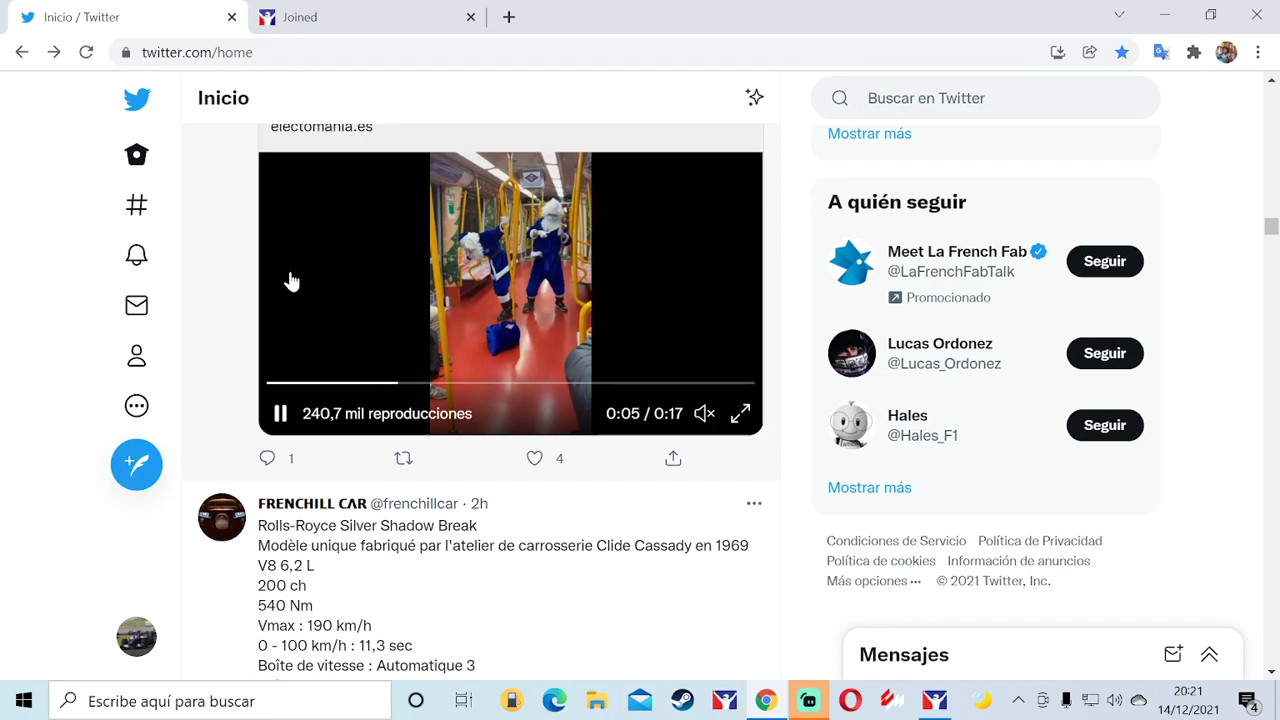 Inicio / Twitter
Joined
twitter.com/home
Inicio
Buscar en Twitter
electomania.es
Mostrar más
A quién seguir
Meet La French Fab
@LaFrenchFabTalk
Seguir
Promocionado
Lucas Ordonez
@Lucas_Ordonez
Seguir
Hales
@Hales_F1
Seguir
Mostrar más
240,7 mil reproducciones
0:05 / 0:17
1
4
FRENCHILL CAR @frenchillcar · 2h
Rolls-Royce Silver Shadow Break
Modèle unique fabriqué par l'atelier de carrosserie Clide Cassady en 1969
V8 6,2 L
200 ch
540 Nm
Vmax : 190 km/h
0 - 100 km/h : 11,3 sec
Boîte de vitesse : Automatique 3
Condiciones de Servicio Política de Privacidad
Política de cookies Información de anuncios
Más opciones ··· © 2021 Twitter, Inc.
Mensajes
Escribe aquí para buscar
20:21
14/12/2021
4